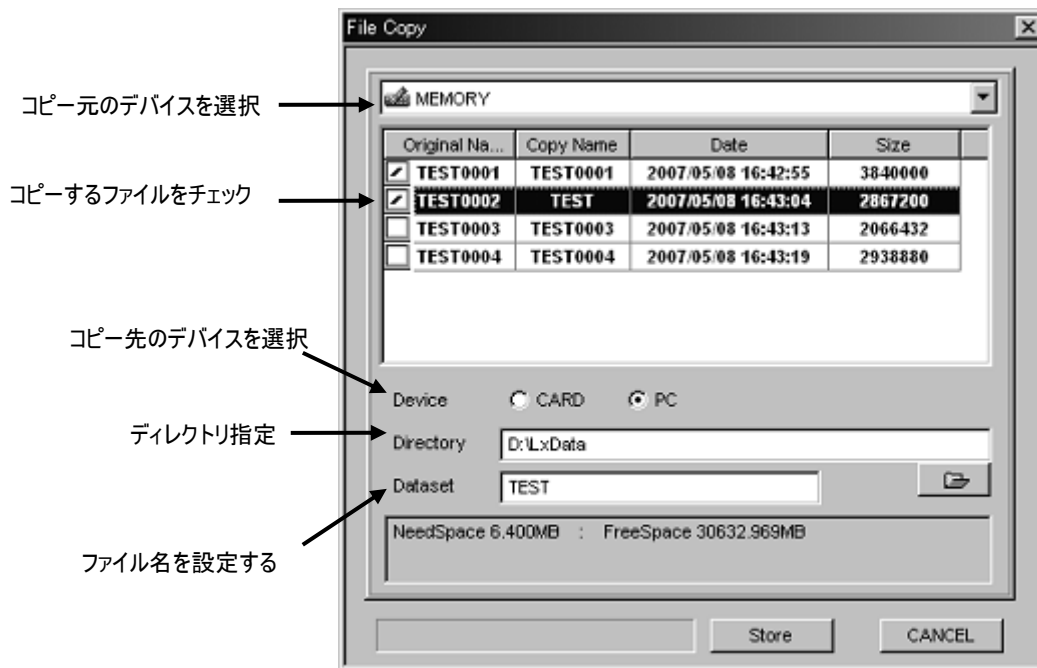 File Copy
コピー元のデバイスを選択
MEMORY
Original Na... Copy Name Date Size
TEST0001 TEST0001 2007/05/08 16:42:55 3840000
コピーするファイルをチェック
TEST0002 TEST 2007/05/08 16:43:04 2867200
TEST0003 TEST0003 2007/05/08 16:43:13 2066432
TEST0004 TEST0004 2007/05/08 16:43:19 2938880
コピー先のデバイスを選択
Device CARD PC
ディレクトリ指定
Directory D:\LxData
Dataset TEST
NeedSpace 6.400MB : FreeSpace 30632.969MB
ファイル名を設定する
Store CANCEL